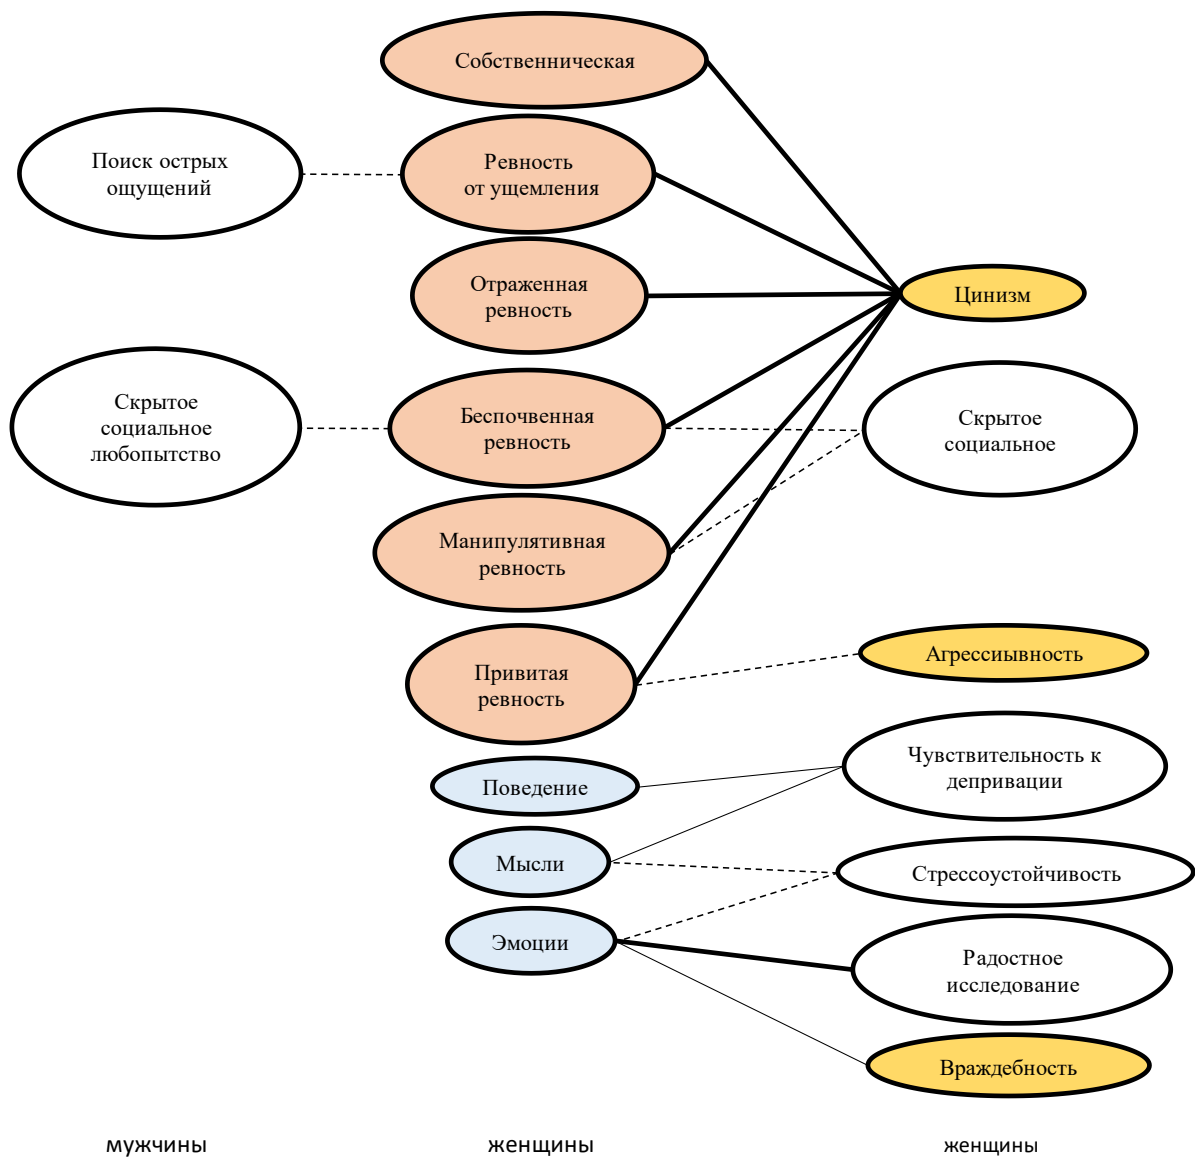 Собственническая
Поиск острых
ощущений
Ревность
от ущемления
Отраженная
ревность
Цинизм
Скрытое
социальное
любопытство
Беспочвенная
ревность
Скрытое
социальное
Манипулятивная
ревность
Привитая
ревность
Агрессиывность
Поведение
Чувствительность к
депривации
Мысли
Стрессоустойчивость
Эмоции
Радостное
исследование
Враждебность
мужчины
женщины
женщины